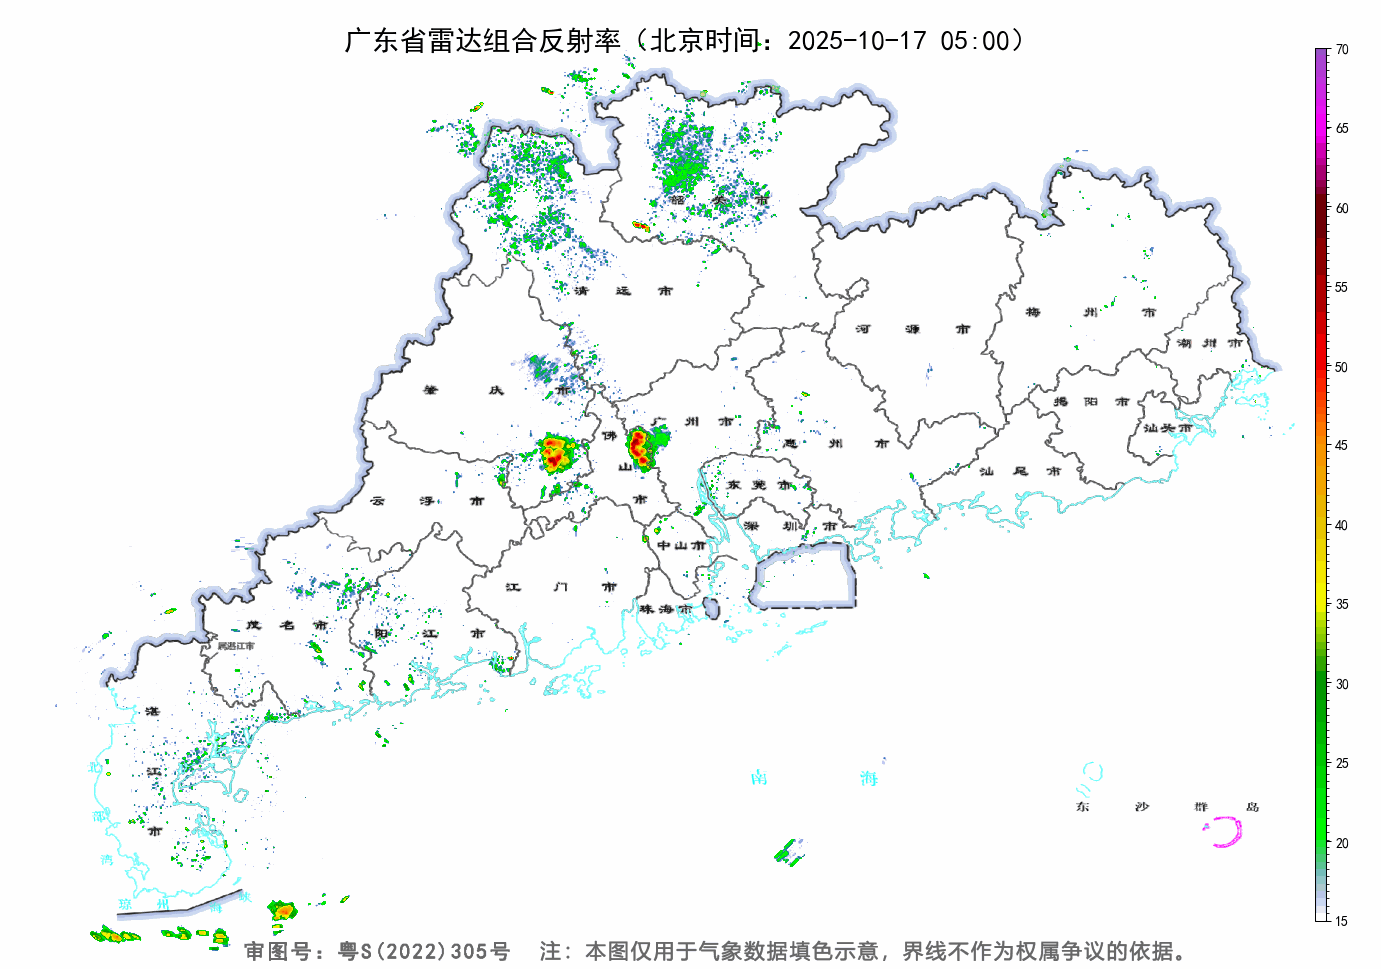 广东省雷达组合反射率（北京时间：2025-10-17 05:00）
70
65
60
55
50
45
40
35
30
25
20
15
韶关市
清远市
河源市
梅州市
潮州市
肇庆市
广州市
揭阳市
汕头市
佛山市
惠州市
汕尾市
云浮市
东莞市
深圳市
中山市
江门市
珠海市
茂名市
阳江市
属湛江市
湛江市
北部湾
琼州海峡
南海
东沙群岛
审图号：粤S(2022)305号 注：本图仅用于气象数据填色示意，界线不作为权属争议的依据。